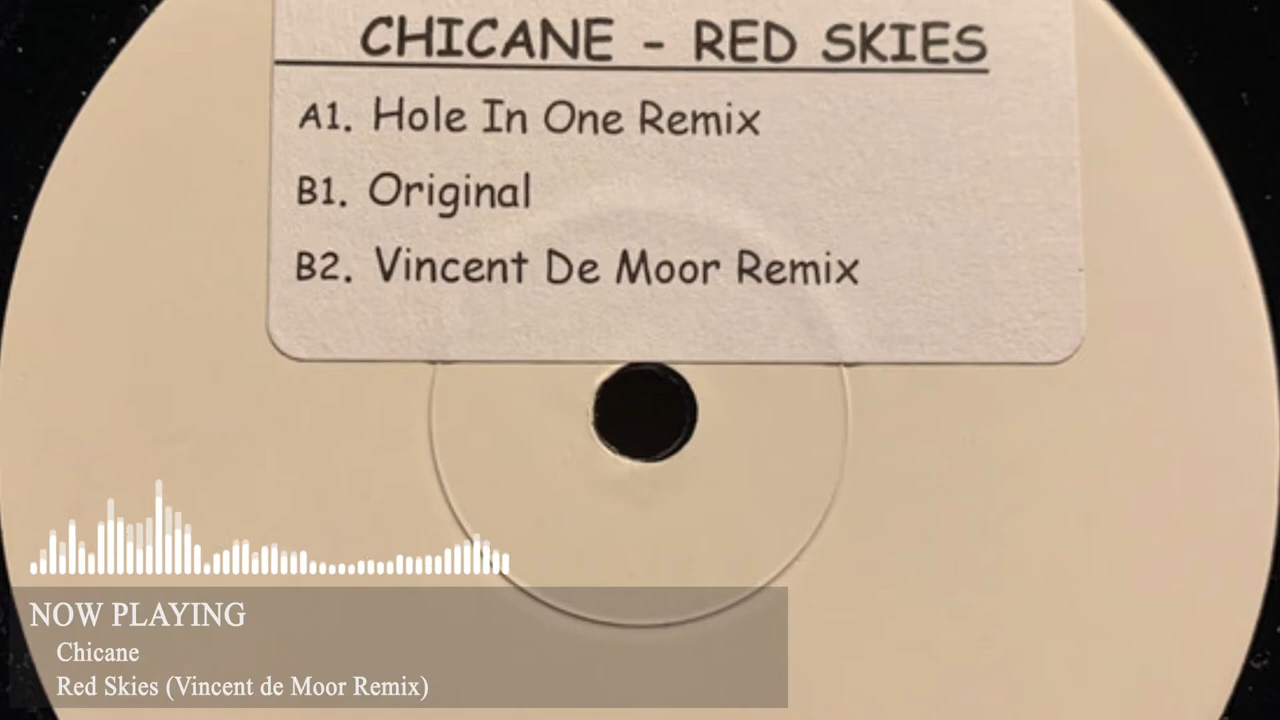 CHICANE - RED SKIES
A1. Hole In One Remix
B1. Original
B2. Vincent De Moor Remix
NOW PLAYING
Chicane
Red Skies (Vincent de Moor Remix)